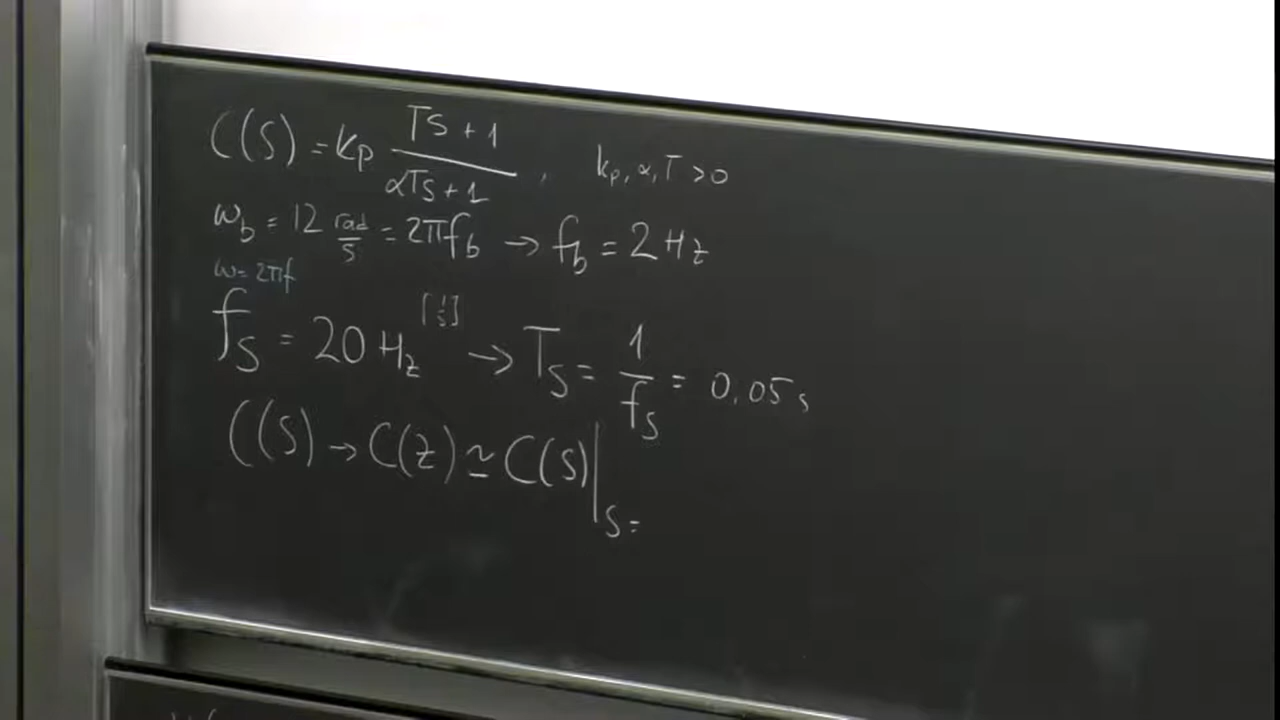 C(s) = kp (Ts + 1)/(αTs + 1) , kp, α, T > 0
ωb = 12 rad/s = 2πfb → fb = 2 Hz
ω = 2πf
fs = 20 Hz [1/s] → Ts = 1/fs = 0,05 s
C(s) → C(z) ≃ C(s)|s=